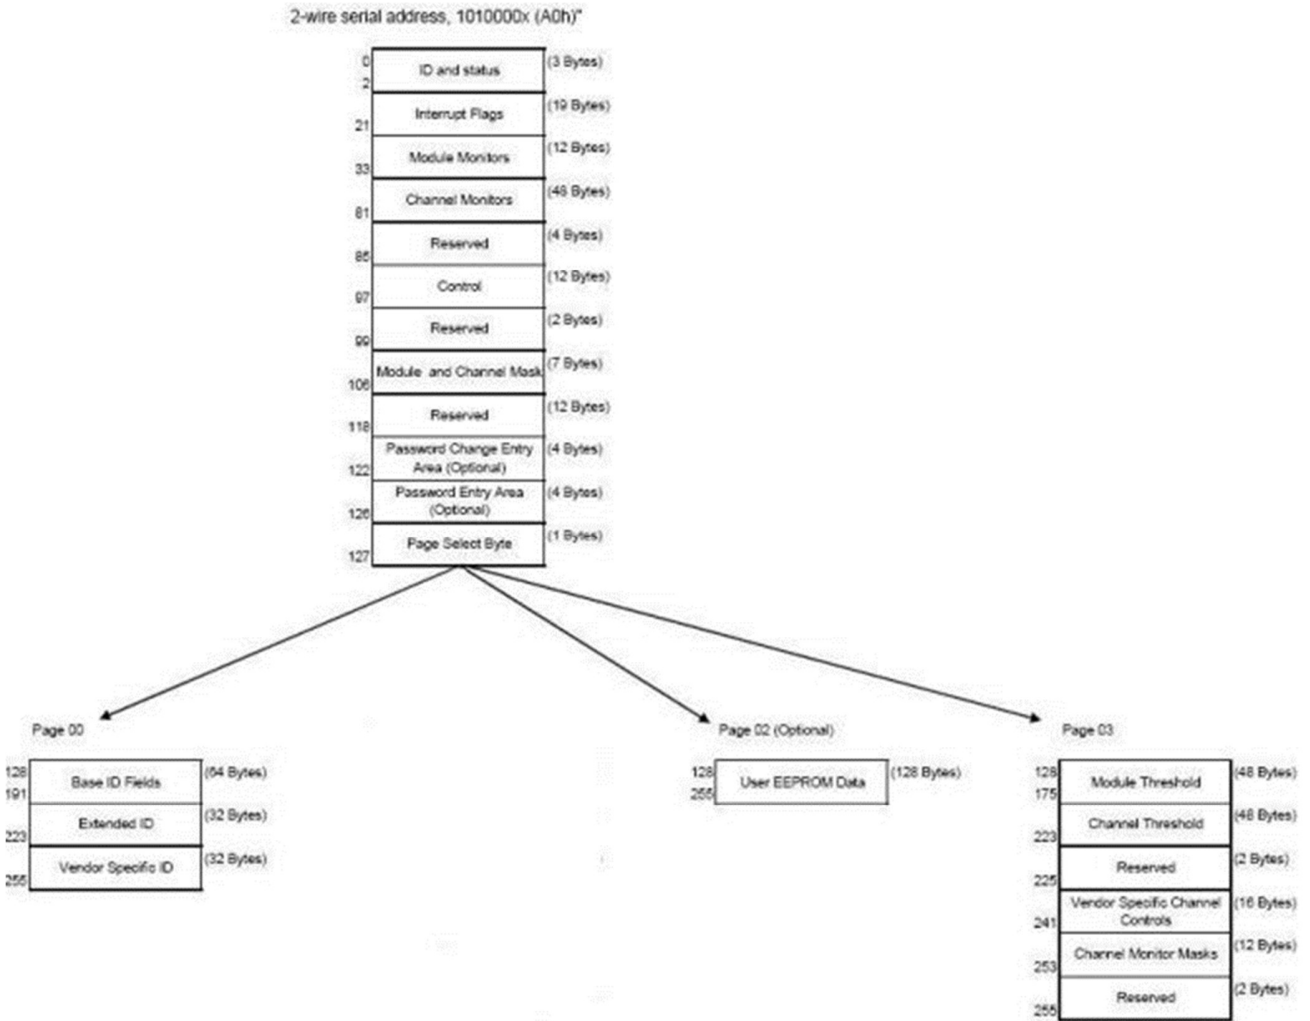 2-wire serial address, 1010000x (A0h)"
0
ID and status
(3 Bytes)
2
Interrupt Flags
(19 Bytes)
21
Module Monitors
(12 Bytes)
33
Channel Monitors
(48 Bytes)
81
Reserved
(4 Bytes)
85
Control
(12 Bytes)
97
Reserved
(2 Bytes)
99
Module and Channel Mask
(7 Bytes)
106
Reserved
(12 Bytes)
118
Password Change Entry
Area (Optional)
(4 Bytes)
122
Password Entry Area
(Optional)
(4 Bytes)
126
Page Select Byte
(1 Bytes)
127
Page 00
128
Base ID Fields
(64 Bytes)
191
Extended ID
(32 Bytes)
223
Vendor Specific ID
(32 Bytes)
255
Page 02 (Optional)
128
User EEPROM Data
(128 Bytes)
255
Page 03
128
Module Threshold
(48 Bytes)
175
Channel Threshold
(48 Bytes)
223
Reserved
(2 Bytes)
225
Vendor Specific Channel
Controls
(16 Bytes)
241
Channel Monitor Masks
(12 Bytes)
253
Reserved
(2 Bytes)
255